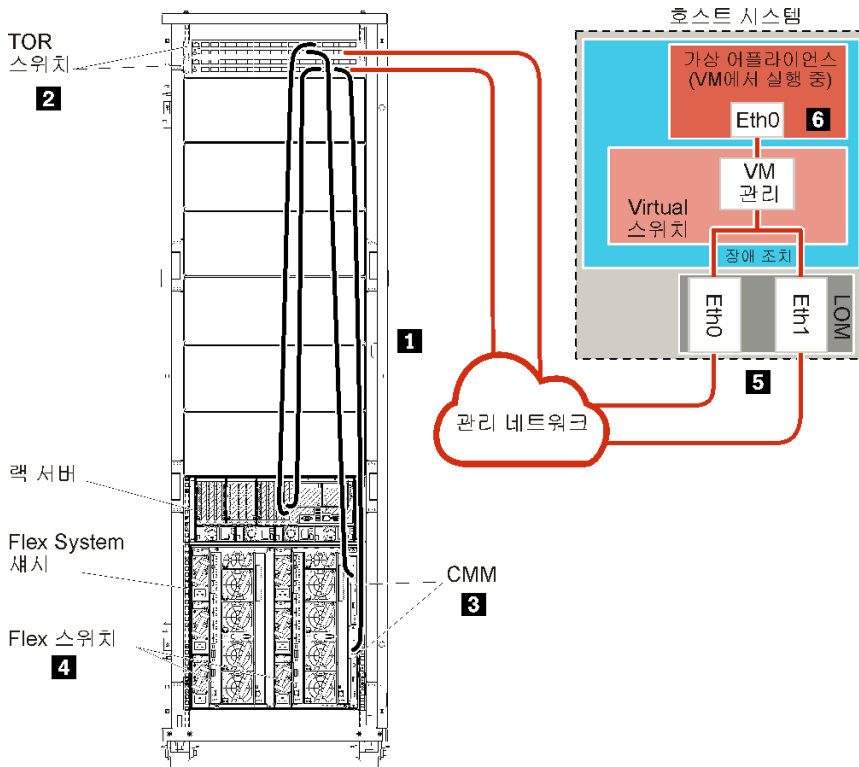 TOR
스위치
2
호스트 시스템
가상 어플라이언스
(VM에서 실행 중)
Eth0
6
VM
관리
Virtual
스위치
장애 조치
Eth0
Eth1
LOM
5
1
관리 네트워크
랙 서버
Flex System
섀시
CMM
3
Flex 스위치
4